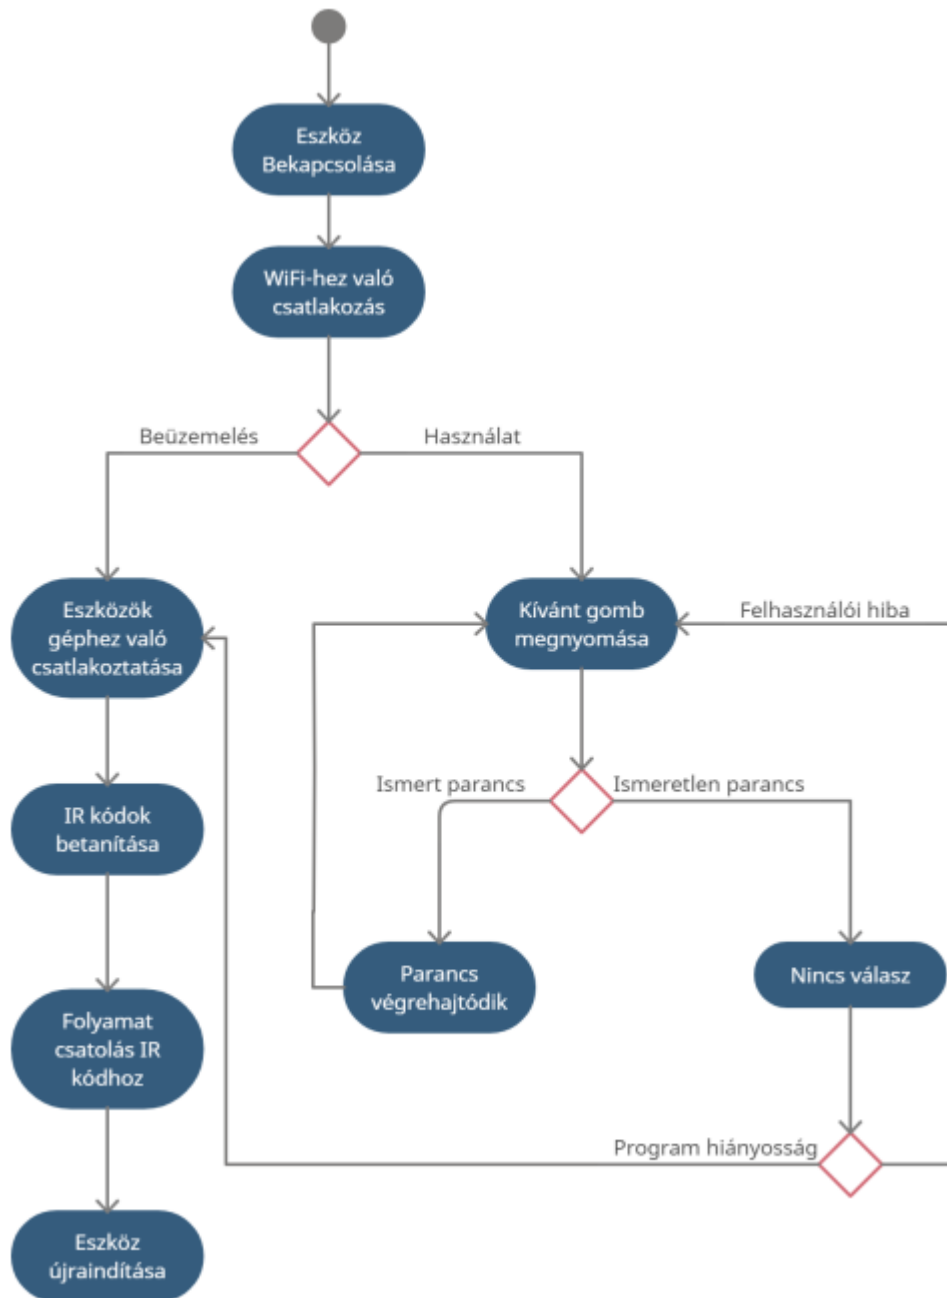 Eszköz
Bekapcsolása
WiFi-hez való
csatlakozás
Beüzemelés
Használat
Eszközök
géphez való
csatlakoztatása
Kívánt gomb
megnyomása
Felhasználói hiba
Ismert parancs
Ismeretlen parancs
IR kódok
betanítása
Parancs
végrehajtódik
Nincs válasz
Folyamat
csatolás IR
kódhoz
Program hiányosság
Eszköz
újraindítása